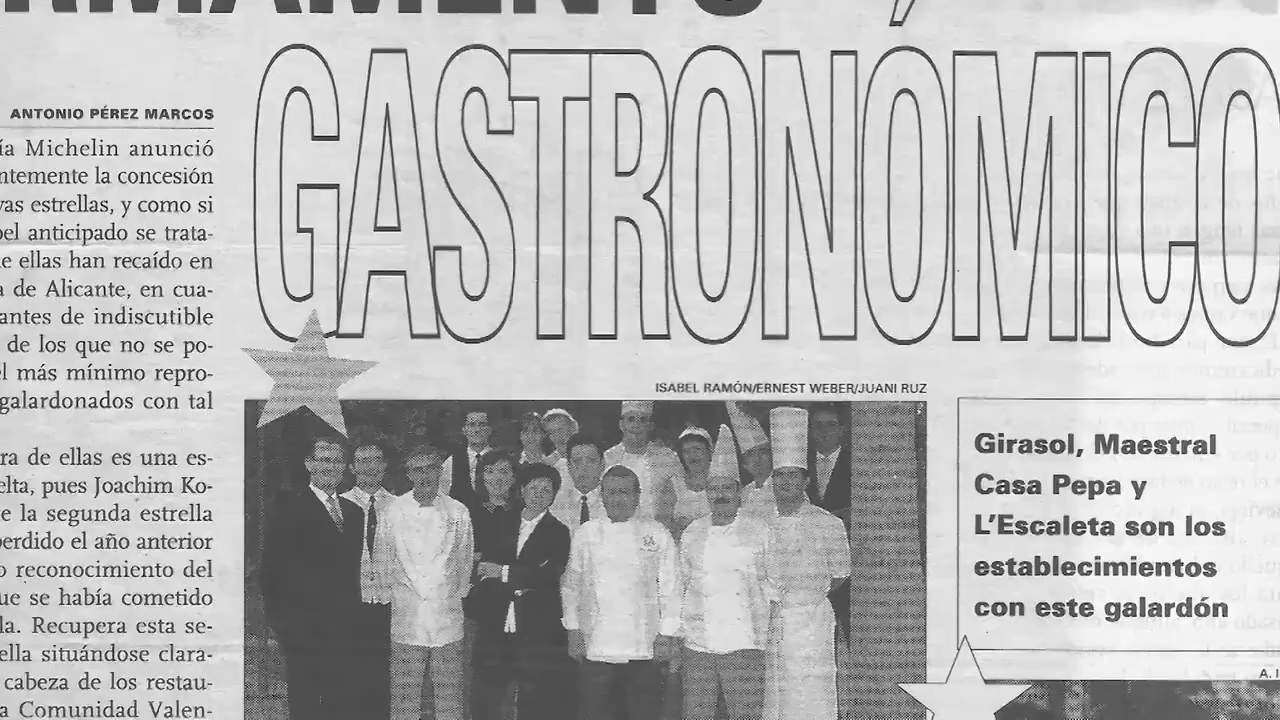 GASTRONÓMICO
ANTONIO PÉREZ MARCOS
ía Michelin anunció
ntemente la concesión
vas estrellas, y como si
pel anticipado se trata-
e ellas han recaído en
a de Alicante, en cua-
antes de indiscutible
de los que no se po-
el más mínimo repro-
galardonados con tal
ra de ellas es una es-
elta, pues Joachim Ko-
e la segunda estrella
perdido el año anterior
o reconocimiento del
ue se había cometido
la. Recupera esta se-
ella situándose clara-
cabeza de los restau-
a Comunidad Valen-
ISABEL RAMÓN/ERNEST WEBER/JUANI RUZ
Girasol, Maestral
Casa Pepa y
L'Escaleta son los
establecimientos
con este galardón